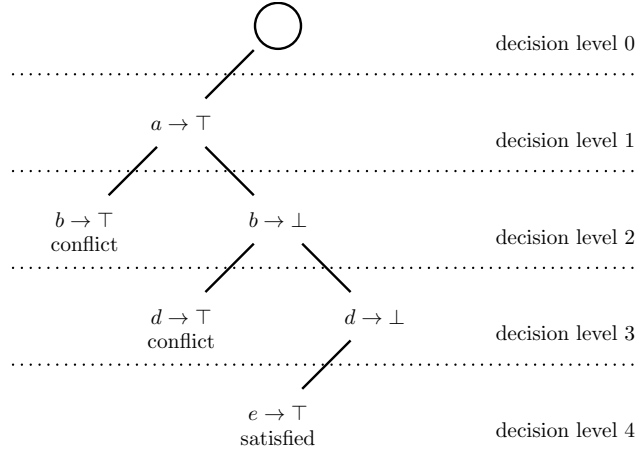 decision level 0
a → ⊤
decision level 1
b → ⊤
conflict
b → ⊥
decision level 2
d → ⊤
conflict
d → ⊥
decision level 3
e → ⊤
satisfied
decision level 4